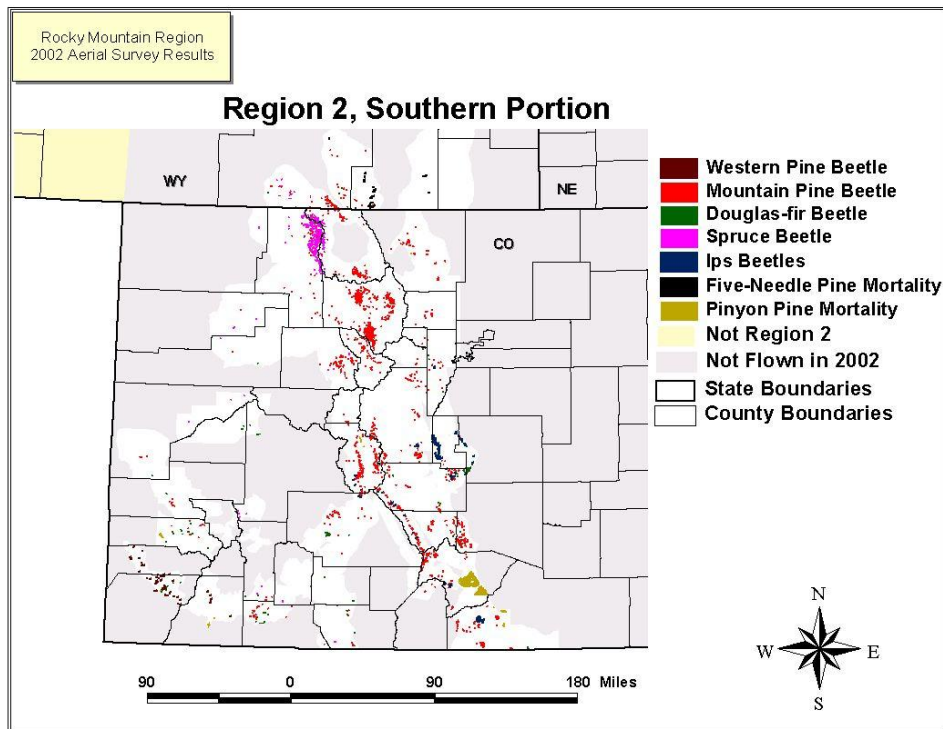 Rocky Mountain Region
2002 Aerial Survey Results
Region 2, Southern Portion
WY
NE
CO
Western Pine Beetle
Mountain Pine Beetle
Douglas-fir Beetle
Spruce Beetle
Ips Beetles
Five-Needle Pine Mortality
Pinyon Pine Mortality
Not Region 2
Not Flown in 2002
State Boundaries
County Boundaries
N
W E
S
90 0 90 180 Miles